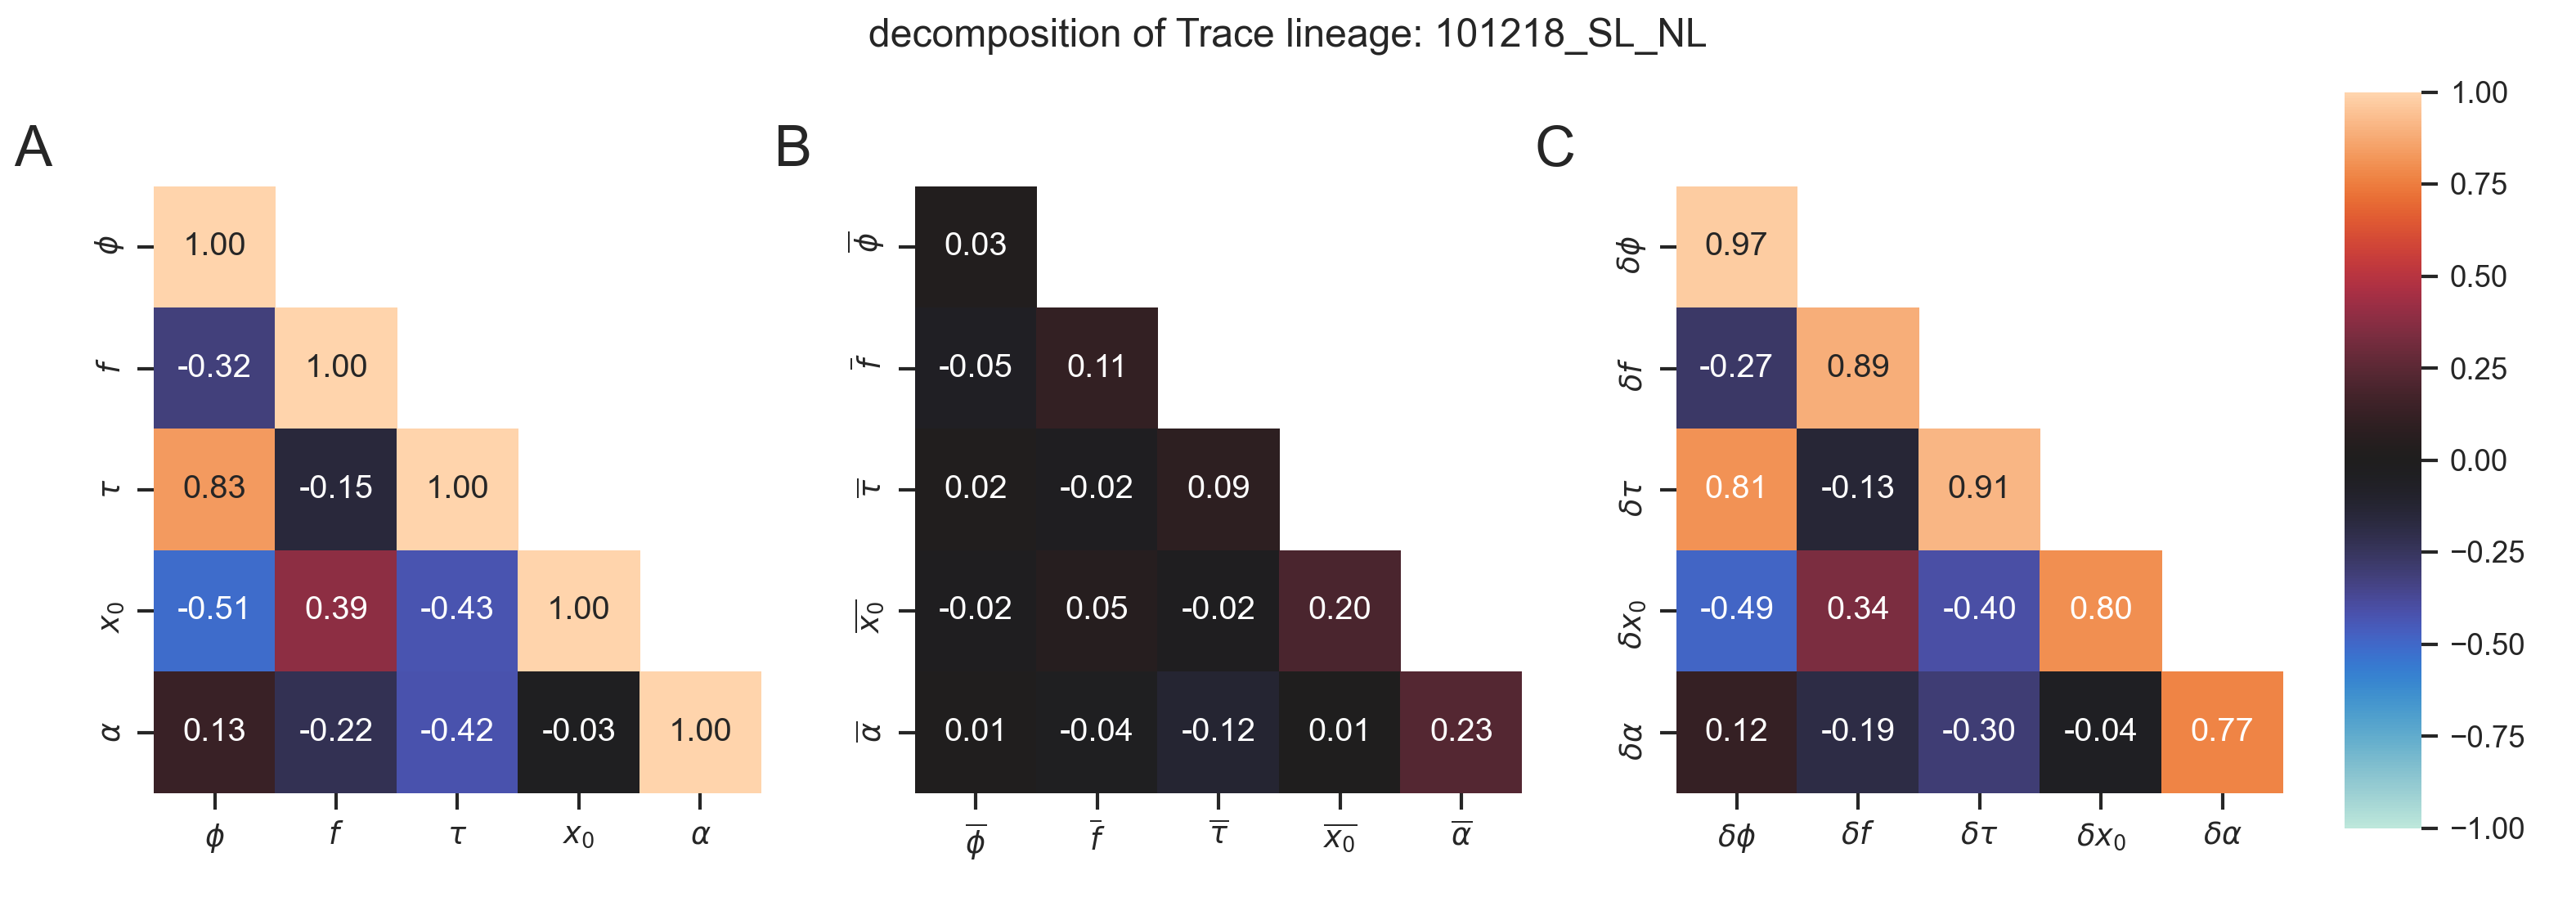 decomposition of Trace lineage: 101218_SL_NL
A
ϕ 1.00
f -0.32 1.00
τ 0.83 -0.15 1.00
x₀ -0.51 0.39 -0.43 1.00
α 0.13 -0.22 -0.42 -0.03 1.00
ϕ f τ x₀ α
B
ϕ̅ 0.03
f̅ -0.05 0.11
τ̅ 0.02 -0.02 0.09
x̅₀̅ -0.02 0.05 -0.02 0.20
α̅ 0.01 -0.04 -0.12 0.01 0.23
ϕ̅ f̅ τ̅ x̅₀̅ α̅
C
δϕ 0.97
δf -0.27 0.89
δτ 0.81 -0.13 0.91
δx₀ -0.49 0.34 -0.40 0.80
δα 0.12 -0.19 -0.30 -0.04 0.77
δϕ δf δτ δx₀ δα
1.00
0.75
0.50
0.25
0.00
−0.25
−0.50
−0.75
−1.00